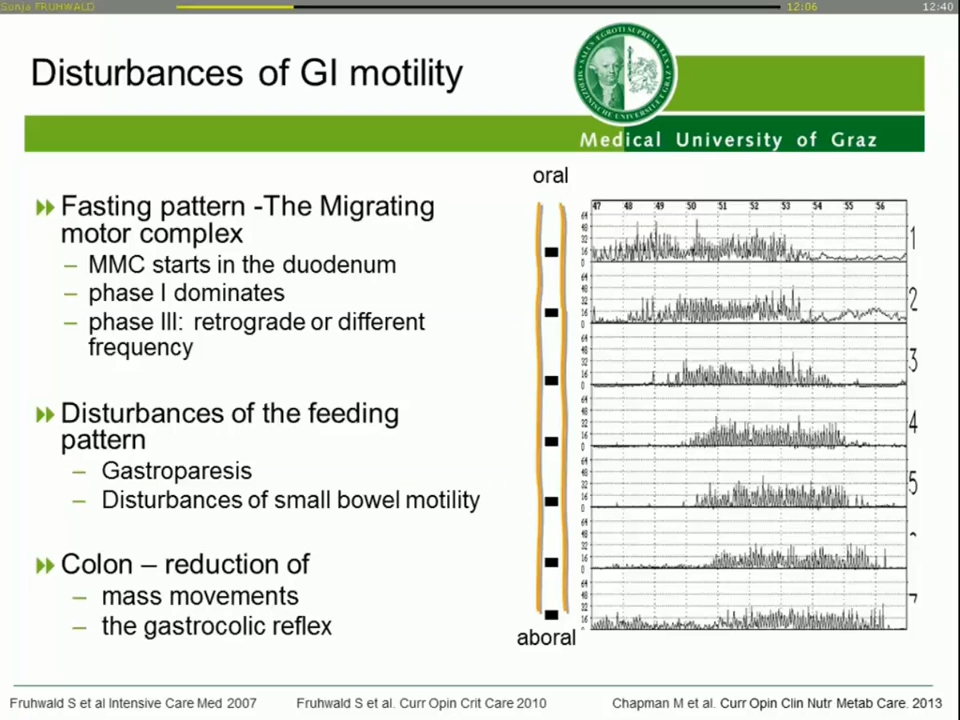 Sonja FRUHWALD
12:06
12:40
Disturbances of GI motility
Medical University of Graz
Fasting pattern -The Migrating
motor complex
– MMC starts in the duodenum
– phase I dominates
– phase III: retrograde or different
frequency
Disturbances of the feeding
pattern
– Gastroparesis
– Disturbances of small bowel motility
Colon – reduction of
– mass movements
– the gastrocolic reflex
oral
aboral
47 48 49 50 51 52 53 54 55 56
1
2
3
4
5
7
Fruhwald S et al Intensive Care Med 2007
Fruhwald S et al. Curr Opin Crit Care 2010
Chapman M et al. Curr Opin Clin Nutr Metab Care. 2013